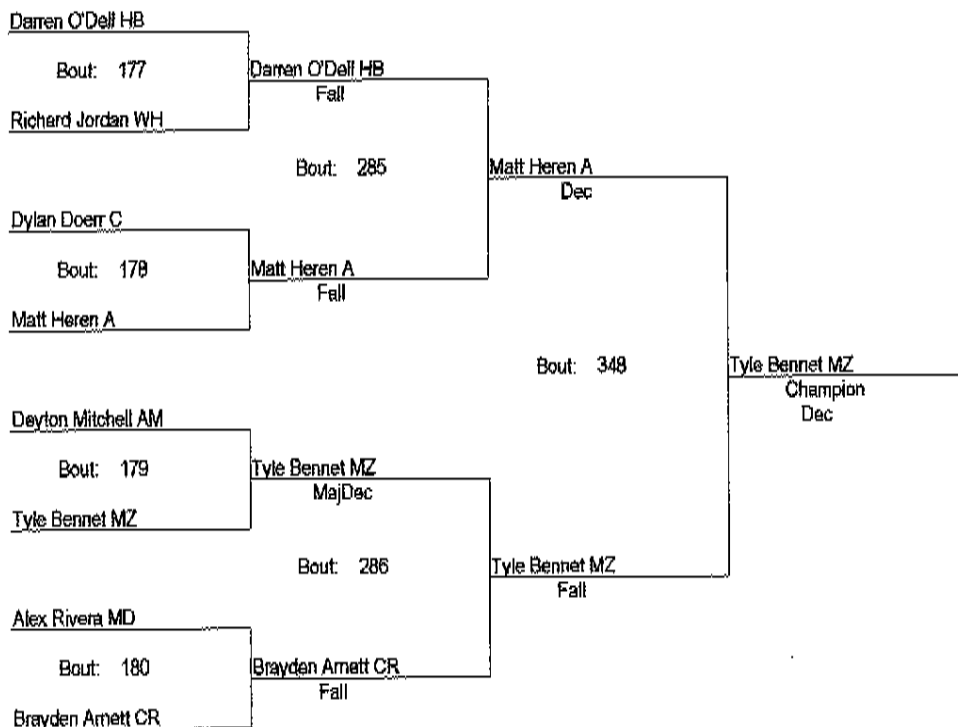 Darren O'Dell HB
Bout: 177
Darren O'Dell HB
Fall
Richard Jordan WH
Bout: 285
Matt Heren A
Dec
Dylan Doerr C
Bout: 178
Matt Heren A
Fall
Matt Heren A
Bout: 348
Tyle Bennet MZ
Champion
Dec
Deyton Mitchell AM
Bout: 179
Tyle Bennet MZ
MajDec
Tyle Bennet MZ
Bout: 286
Tyle Bennet MZ
Fall
Alex Rivera MD
Bout: 180
Brayden Arnett CR
Fall
Brayden Arnett CR